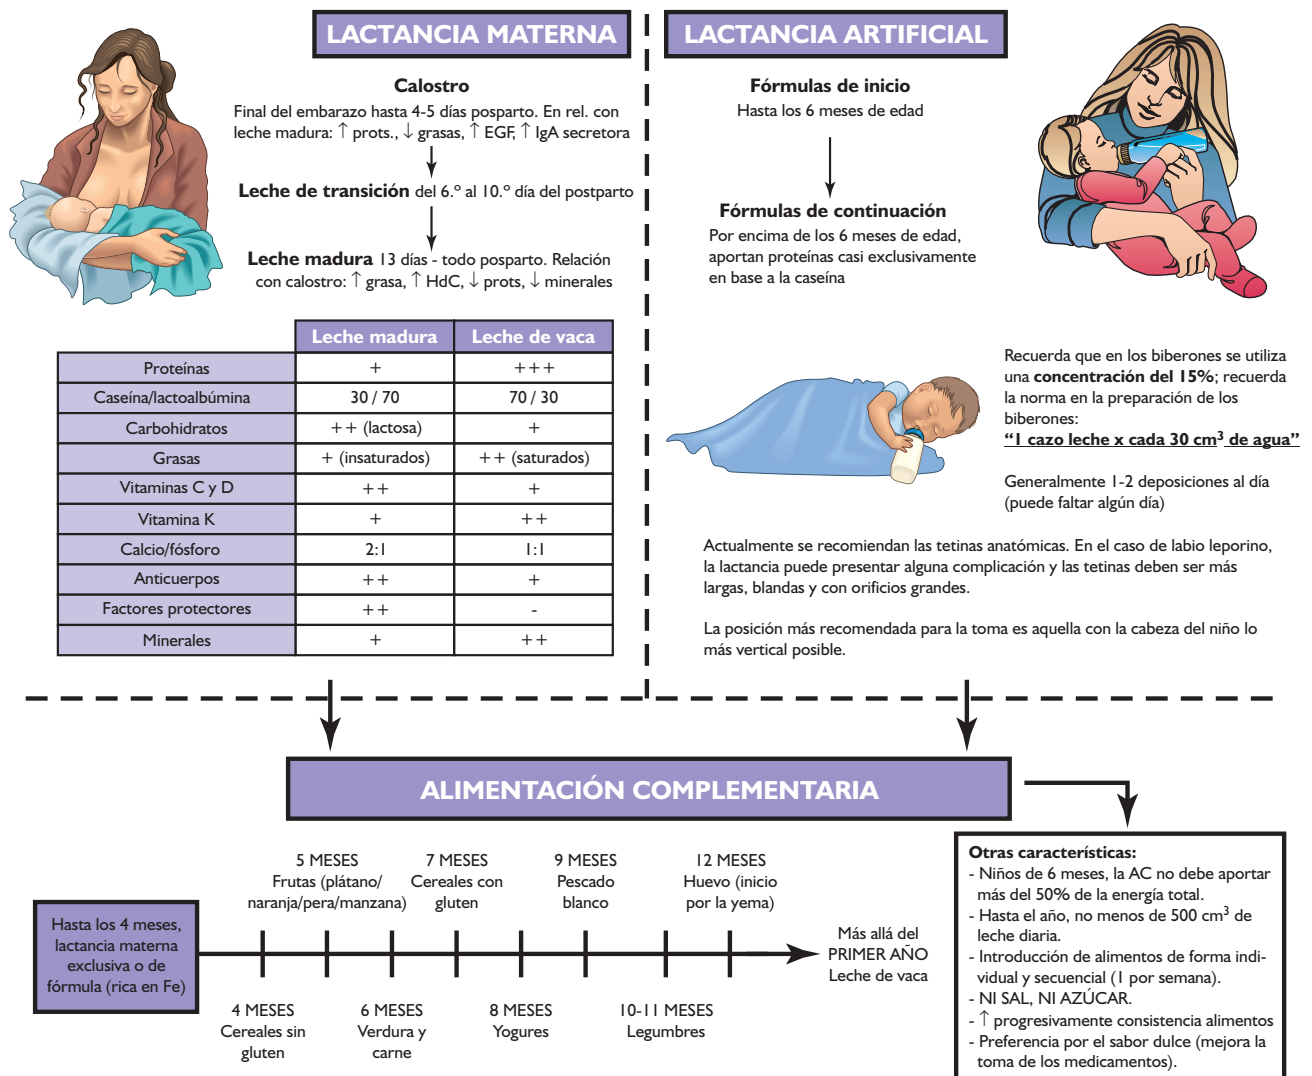 LACTANCIA MATERNA
Calostro
Final del embarazo hasta 4-5 días posparto. En rel. con
leche madura: ↑ prots., ↓ grasas, ↑ EGF, ↑ IgA secretora
Leche de transición del 6.º al 10.º día del postparto
Leche madura 13 días - todo posparto. Relación
con calostro: ↑ grasa, ↑ HdC, ↓ prots, ↓ minerales
Leche madura Leche de vaca
Proteínas + +++
Caseína/lactoalbúmina 30 / 70 70 / 30
Carbohidratos ++ (lactosa) +
Grasas + (insaturados) ++ (saturados)
Vitaminas C y D ++ +
Vitamina K + ++
Calcio/fósforo 2:1 1:1
Anticuerpos ++ +
Factores protectores ++ -
Minerales + ++
LACTANCIA ARTIFICIAL
Fórmulas de inicio
Hasta los 6 meses de edad
Fórmulas de continuación
Por encima de los 6 meses de edad,
aportan proteínas casi exclusivamente
en base a la caseína
Recuerda que en los biberones se utiliza
una concentración del 15%; recuerda
la norma en la preparación de los
biberones:
“1 cazo leche x cada 30 cm³ de agua”
Generalmente 1-2 deposiciones al día
(puede faltar algún día)
Actualmente se recomiendan las tetinas anatómicas. En el caso de labio leporino,
la lactancia puede presentar alguna complicación y las tetinas deben ser más
largas, blandas y con orificios grandes.
La posición más recomendada para la toma es aquella con la cabeza del niño lo
más vertical posible.
ALIMENTACIÓN COMPLEMENTARIA
Hasta los 4 meses,
lactancia materna
exclusiva o de
fórmula (rica en Fe)
4 MESES
Cereales sin
gluten
5 MESES
Frutas (plátano/
naranja/pera/manzana)
6 MESES
Verdura y
carne
7 MESES
Cereales con
gluten
8 MESES
Yogures
9 MESES
Pescado
blanco
10-11 MESES
Legumbres
12 MESES
Huevo (inicio
por la yema)
Más allá del
PRIMER AÑO
Leche de vaca
Otras características:
- Niños de 6 meses, la AC no debe aportar
más del 50% de la energía total.
- Hasta el año, no menos de 500 cm³ de
leche diaria.
- Introducción de alimentos de forma indi-
vidual y secuencial (1 por semana).
- NI SAL, NI AZÚCAR.
- ↑ progresivamente consistencia alimentos
- Preferencia por el sabor dulce (mejora la
toma de los medicamentos).